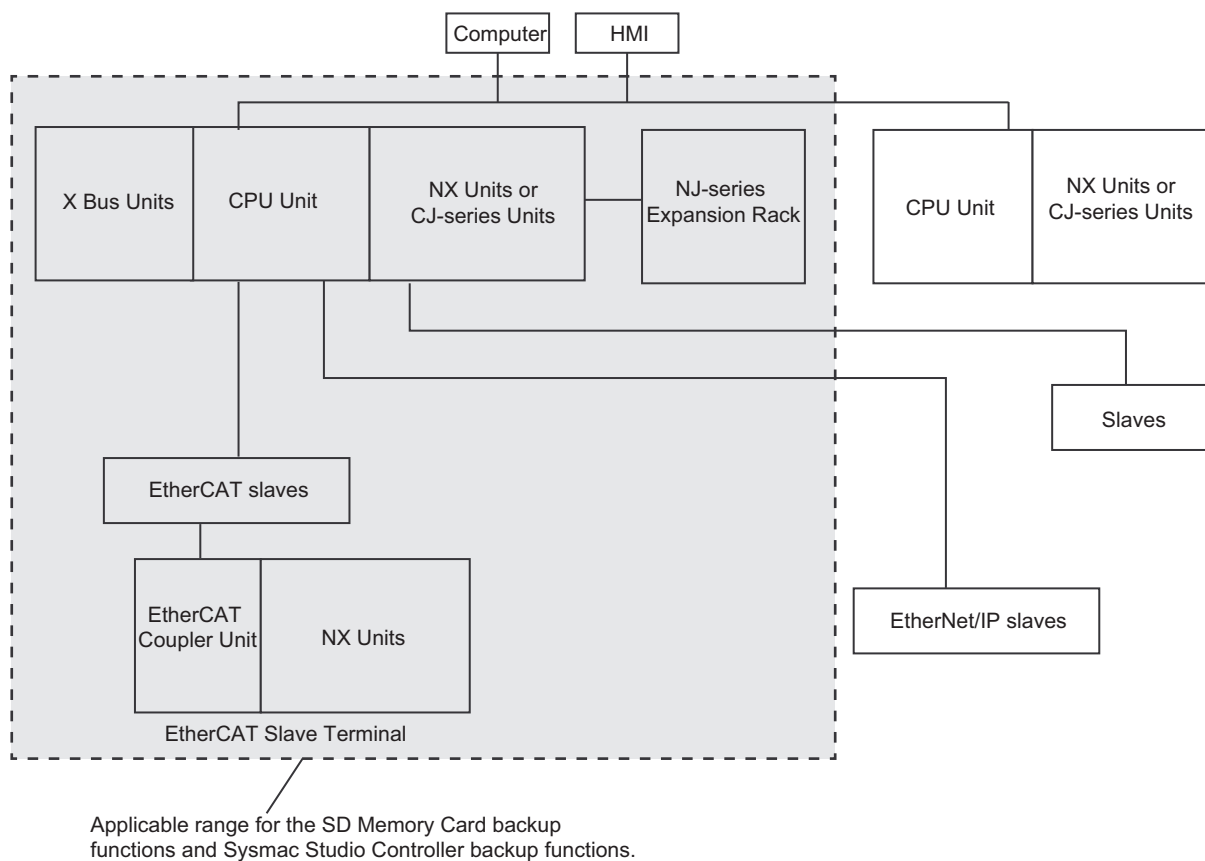 Computer
HMI
X Bus Units
CPU Unit
NX Units or
CJ-series Units
NJ-series
Expansion Rack
CPU Unit
NX Units or
CJ-series Units
Slaves
EtherCAT slaves
EtherNet/IP slaves
EtherCAT
Coupler Unit
NX Units
EtherCAT Slave Terminal
Applicable range for the SD Memory Card backup
functions and Sysmac Studio Controller backup functions.